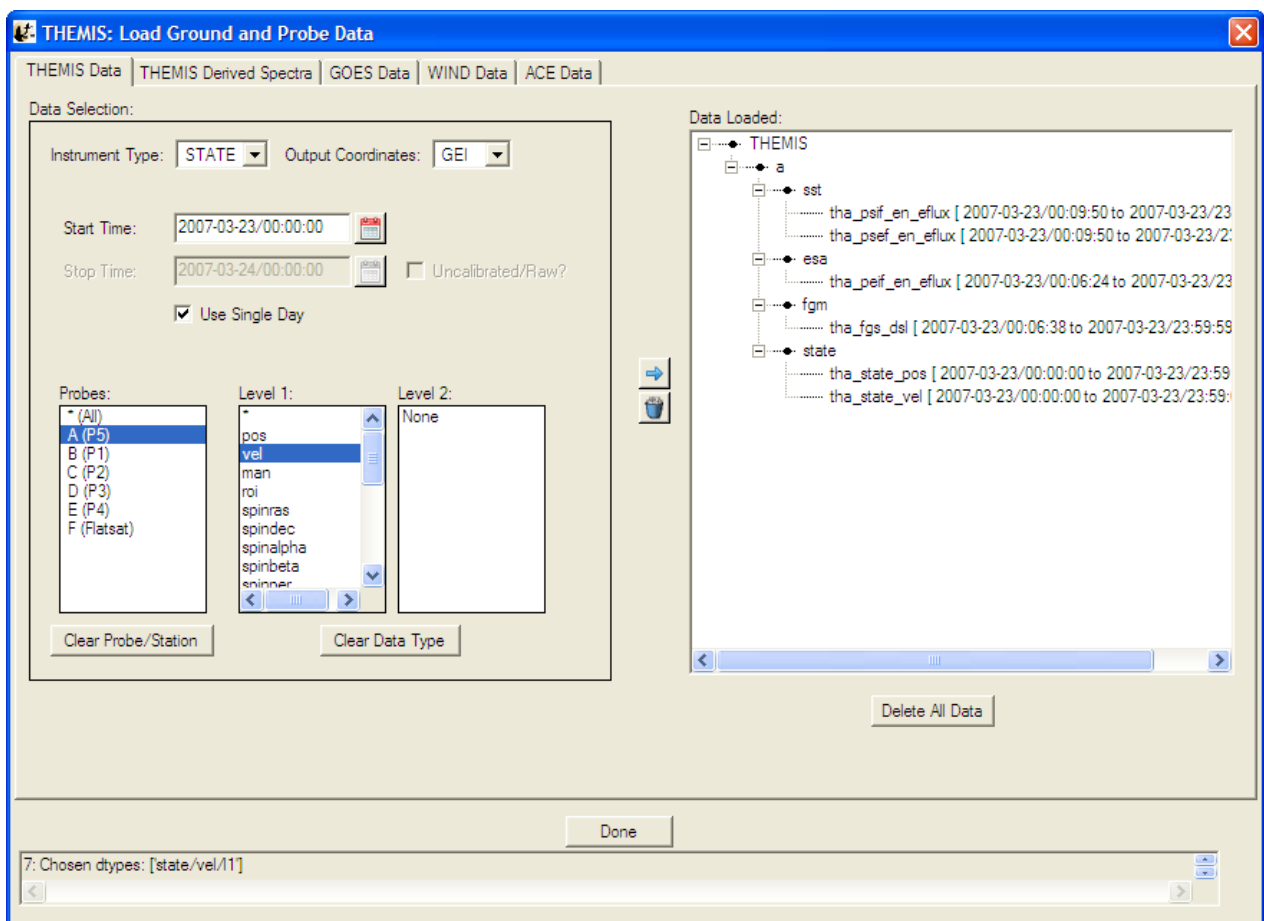 THEMIS: Load Ground and Probe Data
THEMIS Data THEMIS Derived Spectra GOES Data WIND Data ACE Data
Data Selection:
Instrument Type: STATE Output Coordinates: GEI
Start Time: 2007-03-23/00:00:00
Stop Time: 2007-03-24/00:00:00 Uncalibrated/Raw?
Use Single Day
Probes:
* (All)
A (P5)
B (P1)
C (P2)
D (P3)
E (P4)
F (Flatsat)
Level 1:
*
pos
vel
man
roi
spinras
spindec
spinalpha
spinbeta
spinper
Level 2:
None
Clear Probe/Station
Clear Data Type
Data Loaded:
THEMIS
a
sst
tha_psif_en_eflux [ 2007-03-23/00:09:50 to 2007-03-23/23
tha_psef_en_eflux [ 2007-03-23/00:09:50 to 2007-03-23/2
esa
tha_peif_en_eflux [ 2007-03-23/00:06:24 to 2007-03-23/23
fgm
tha_fgs_dsl [ 2007-03-23/00:06:38 to 2007-03-23/23:59:59
state
tha_state_pos [ 2007-03-23/00:00:00 to 2007-03-23/23:59
tha_state_vel [ 2007-03-23/00:00:00 to 2007-03-23/23:59:
Delete All Data
Done
7: Chosen dtypes: ['state/vel/l1']